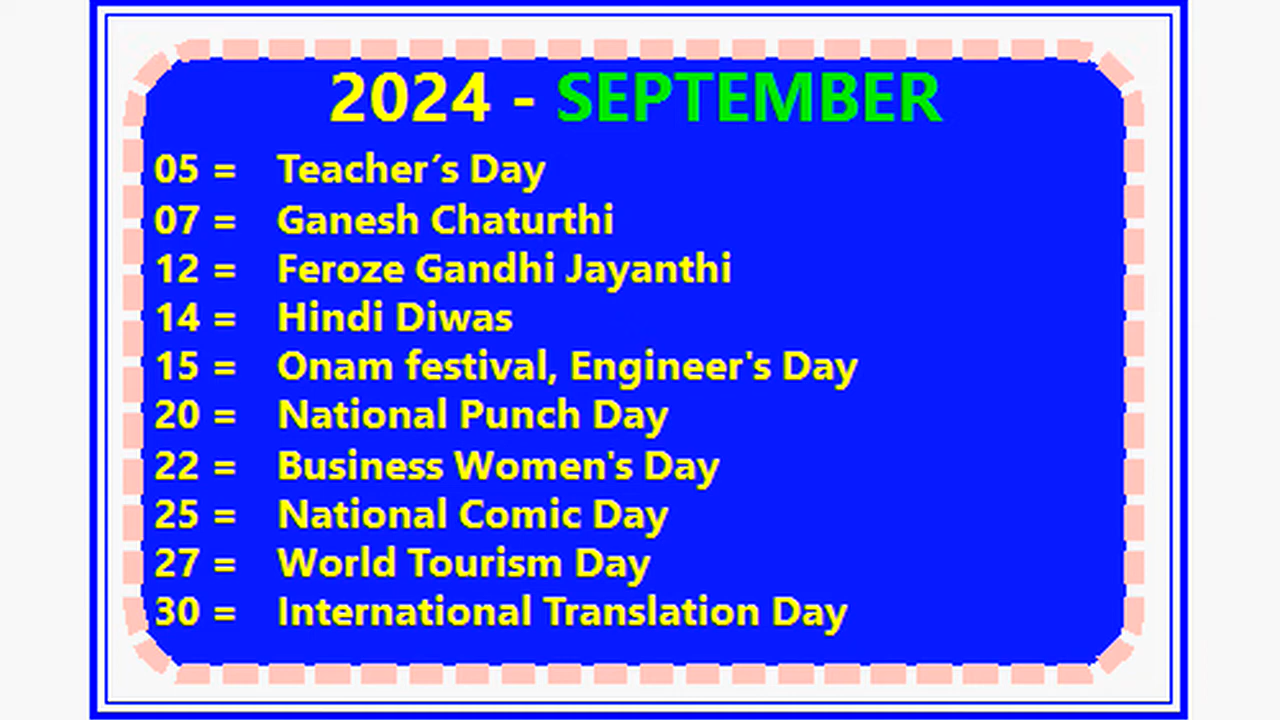 2024 - SEPTEMBER
05 = Teacher´s Day
07 = Ganesh Chaturthi
12 = Feroze Gandhi Jayanthi
14 = Hindi Diwas
15 = Onam festival, Engineer's Day
20 = National Punch Day
22 = Business Women's Day
25 = National Comic Day
27 = World Tourism Day
30 = International Translation Day